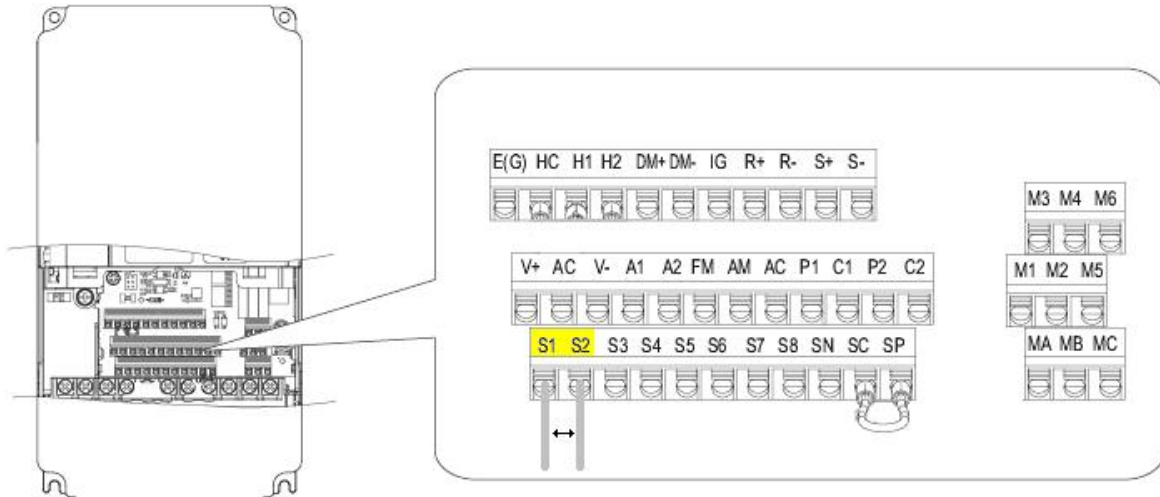 E(G) HC H1 H2 DM+ DM- IG R+ R- S+ S-
M3 M4 M6
V+ AC V- A1 A2 FM AM AC P1 C1 P2 C2
M1 M2 M5
S1 S2 S3 S4 S5 S6 S7 S8 SN SC SP
MA MB MC